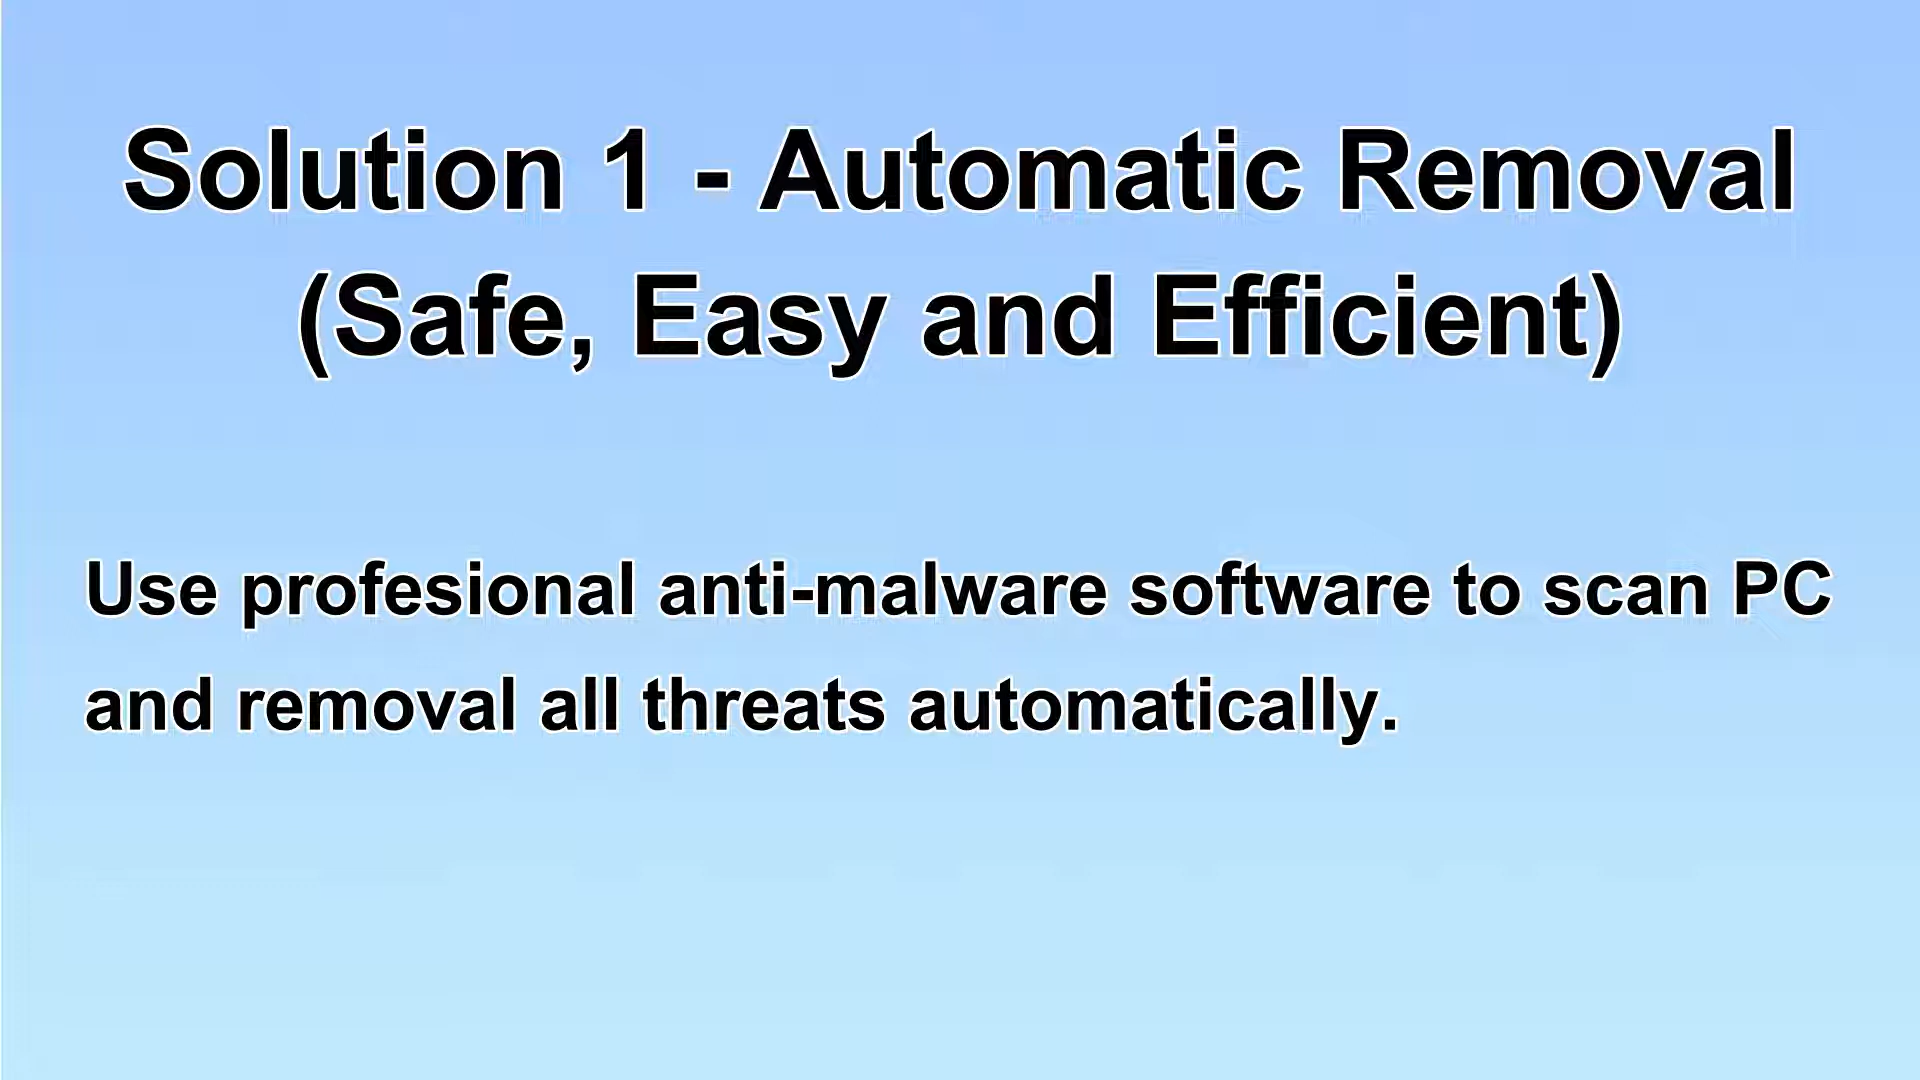 Solution 1 - Automatic Removal
(Safe, Easy and Efficient)
Use profesional anti-malware software to scan PC
and removal all threats automatically.